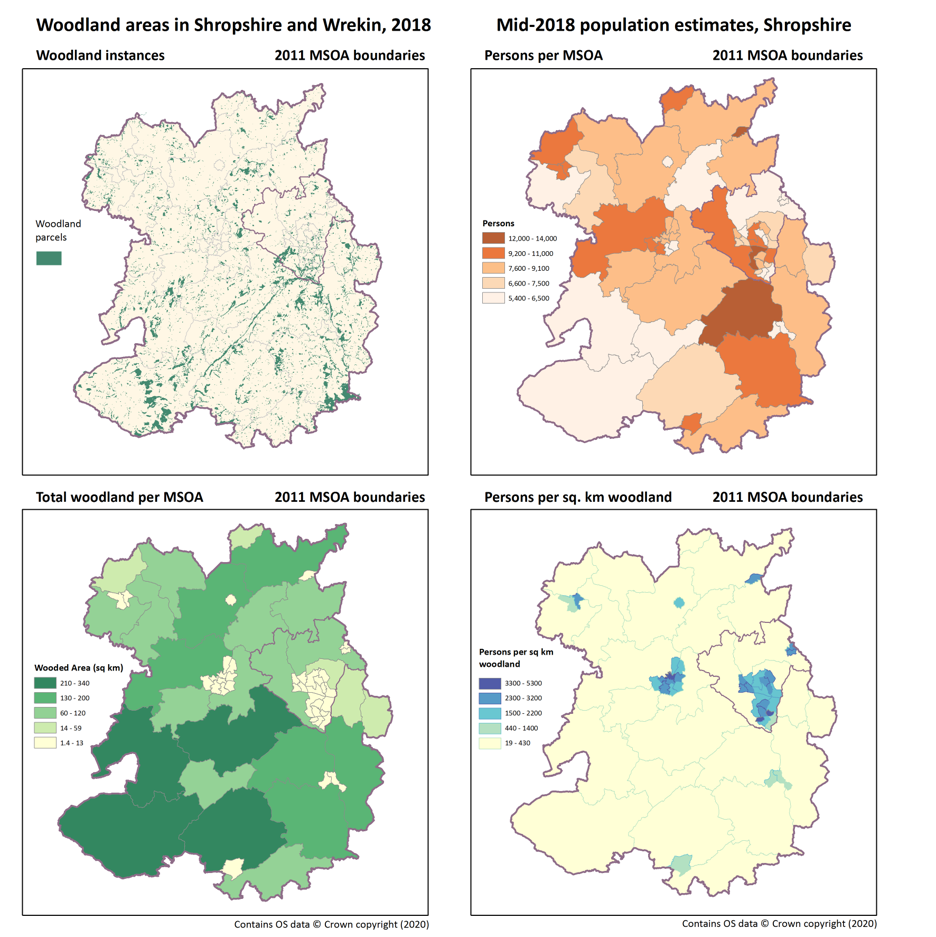 Woodland areas in Shropshire and Wrekin, 2018
Mid-2018 population estimates, Shropshire
Woodland instances
2011 MSOA boundaries
Persons per MSOA
2011 MSOA boundaries
Woodland
parcels
Persons
12,000 - 14,000
9,200 - 11,000
7,600 - 9,100
6,600 - 7,500
5,400 - 6,500
Total woodland per MSOA
2011 MSOA boundaries
Persons per sq. km woodland
2011 MSOA boundaries
Wooded Area (sq km)
210 - 340
130 - 200
60 - 120
14 - 59
1.4 - 13
Persons per sq km
woodland
3300 - 5300
2300 - 3200
1500 - 2200
440 - 1400
19 - 430
Contains OS data © Crown copyright (2020)
Contains OS data © Crown copyright (2020)